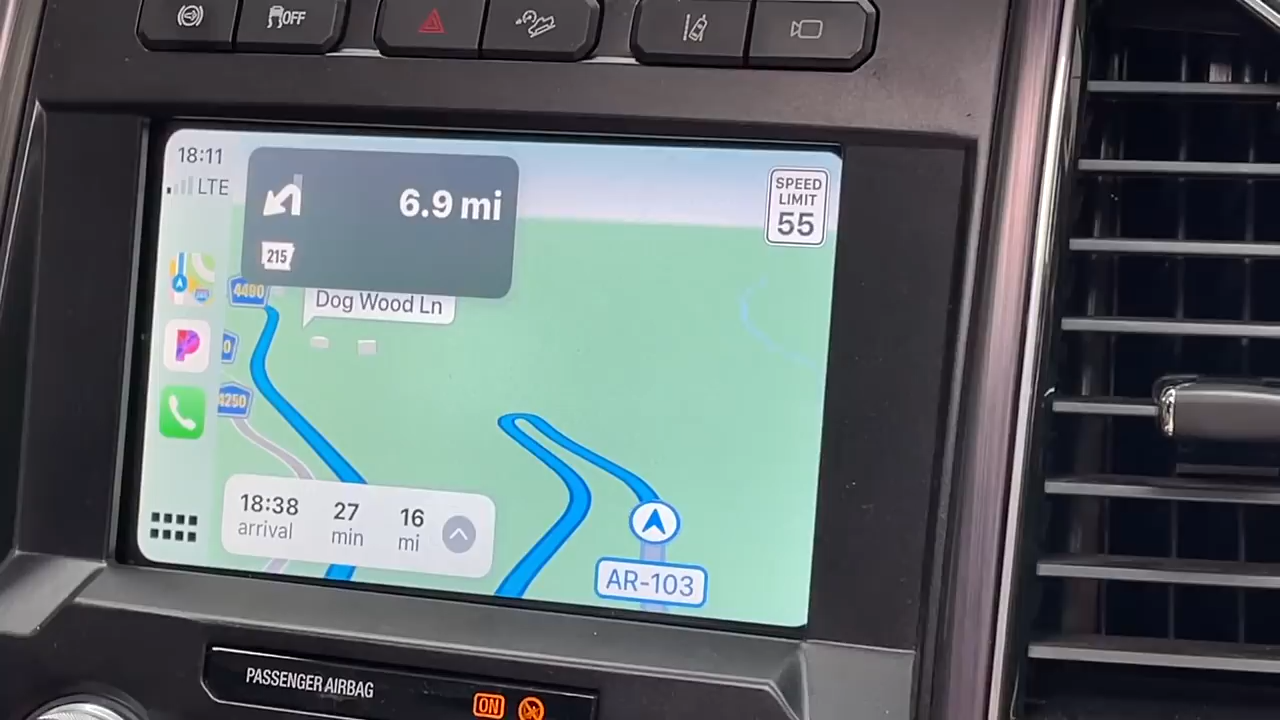 OFF
18:11
LTE
6.9 mi
215
SPEED
LIMIT
55
4490
Dog Wood Ln
0
4250
18:38
arrival
27
min
16
mi
AR-103
PASSENGER AIRBAG
ON